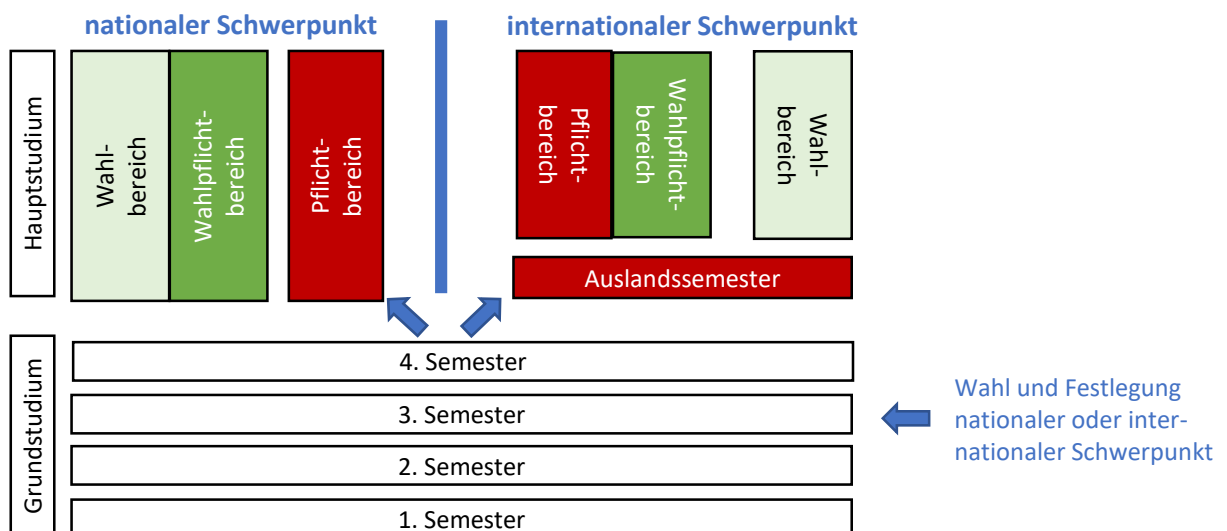 nationaler Schwerpunkt
internationaler Schwerpunkt
Hauptstudium
Wahl-
bereich
Wahlpflicht-
bereich
Pflicht-
bereich
Pflicht-
bereich
Wahlpflicht-
bereich
Wahl-
bereich
Auslandssemester
Grundstudium
4. Semester
3. Semester
2. Semester
1. Semester
Wahl und Festlegung
nationaler oder inter-
nationaler Schwerpunkt